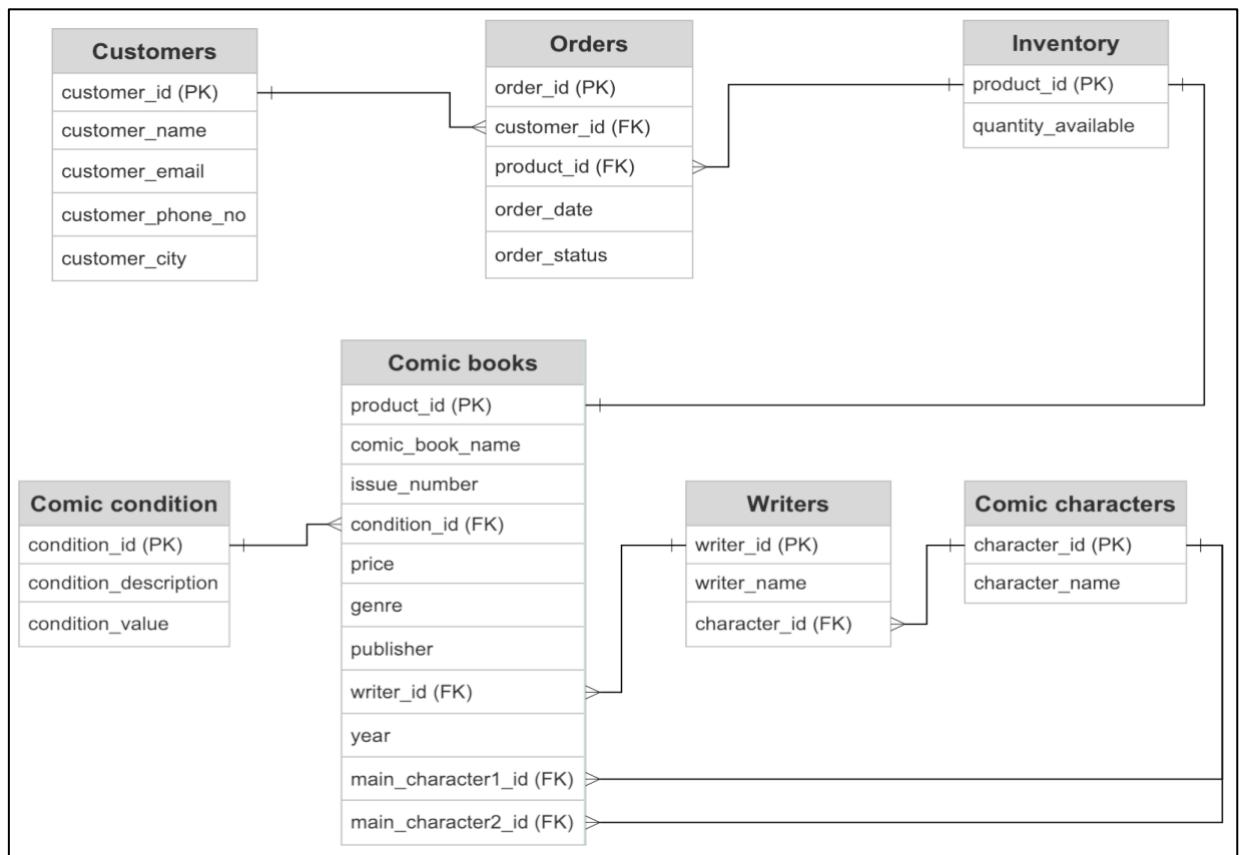 Customers
customer_id (PK)
customer_name
customer_email
customer_phone_no
customer_city
Orders
order_id (PK)
customer_id (FK)
product_id (FK)
order_date
order_status
Inventory
product_id (PK)
quantity_available
Comic books
product_id (PK)
comic_book_name
issue_number
condition_id (FK)
price
genre
publisher
writer_id (FK)
year
main_character1_id (FK)
main_character2_id (FK)
Comic condition
condition_id (PK)
condition_description
condition_value
Writers
writer_id (PK)
writer_name
character_id (FK)
Comic characters
character_id (PK)
character_name